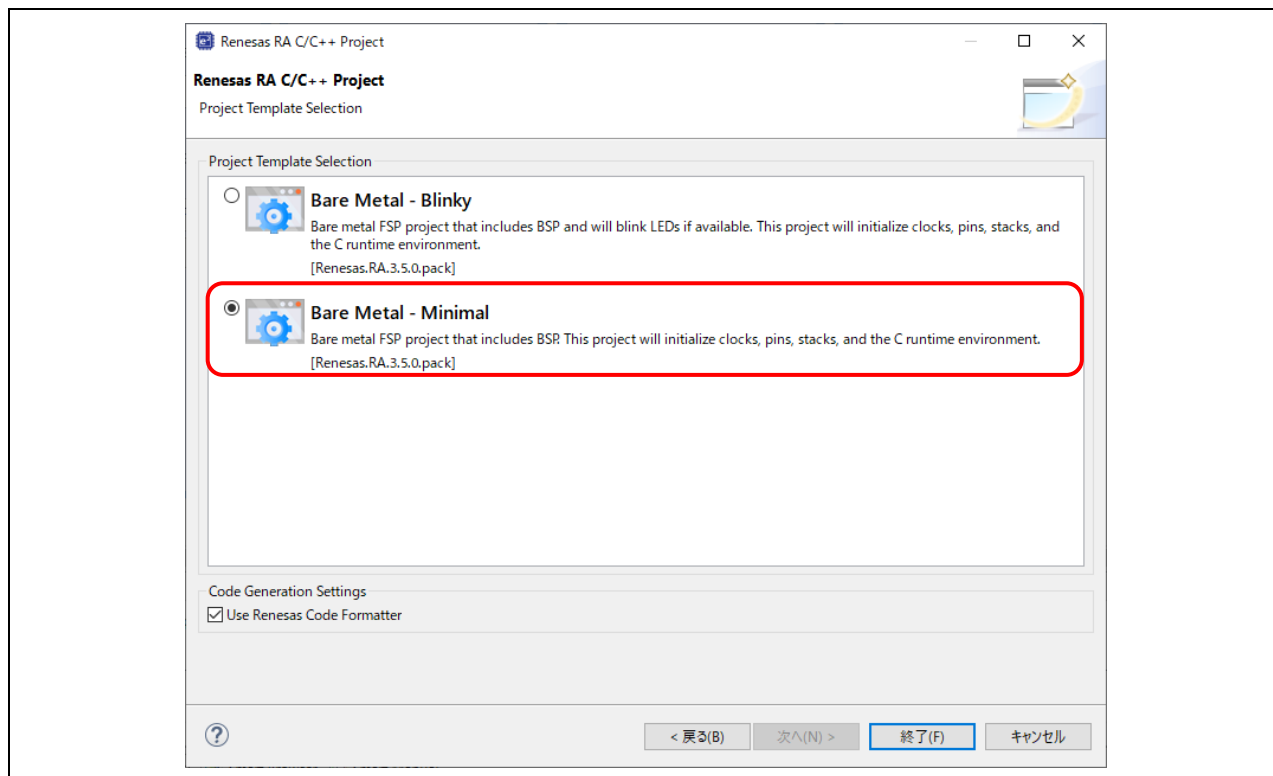 Renesas RA C/C++ Project
Renesas RA C/C++ Project
Project Template Selection
Project Template Selection
Bare Metal - Blinky
Bare metal FSP project that includes BSP and will blink LEDs if available. This project will initialize clocks, pins, stacks, and
the C runtime environment.
[Renesas.RA.3.5.0.pack]
Bare Metal - Minimal
Bare metal FSP project that includes BSP. This project will initialize clocks, pins, stacks, and the C runtime environment.
[Renesas.RA.3.5.0.pack]
Code Generation Settings
Use Renesas Code Formatter
< 戻る(B) 次へ(N) > 終了(F) キャンセル